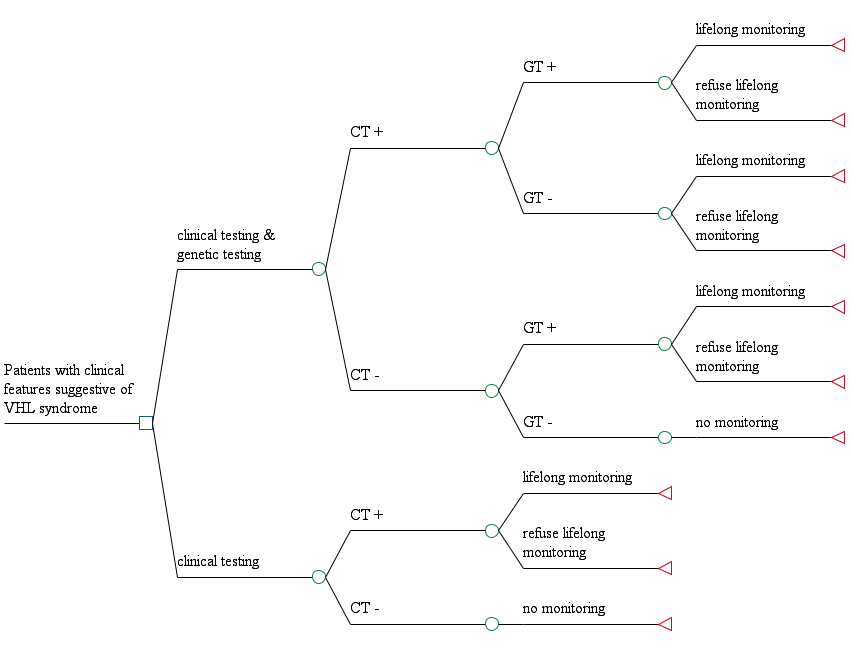 lifelong monitoring
GT +
refuse lifelong
monitoring
CT +
lifelong monitoring
GT -
refuse lifelong
monitoring
clinical testing &
genetic testing
lifelong monitoring
GT +
refuse lifelong
monitoring
CT -
Patients with clinical
features suggestive of
VHL syndrome
GT -
no monitoring
lifelong monitoring
CT +
refuse lifelong
monitoring
clinical testing
CT -
no monitoring